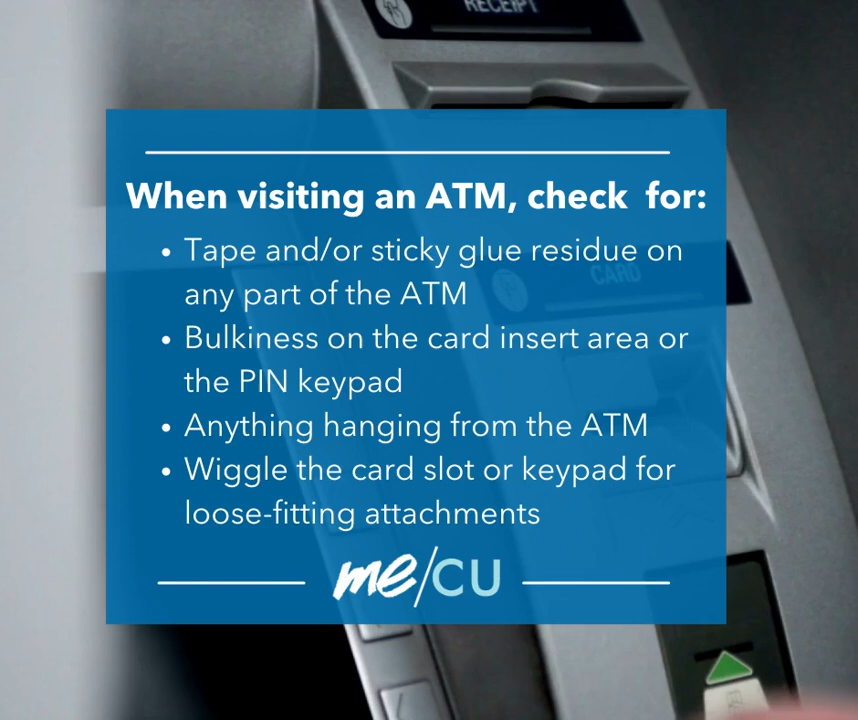 RECEIPT
When visiting an ATM, check  for:
• Tape and/or sticky glue residue on
any part of the ATM
CARD
• Bulkiness on the card insert area or
the PIN keypad
• Anything hanging from the ATM
• Wiggle the card slot or keypad for
loose-fitting attachments
me/CU